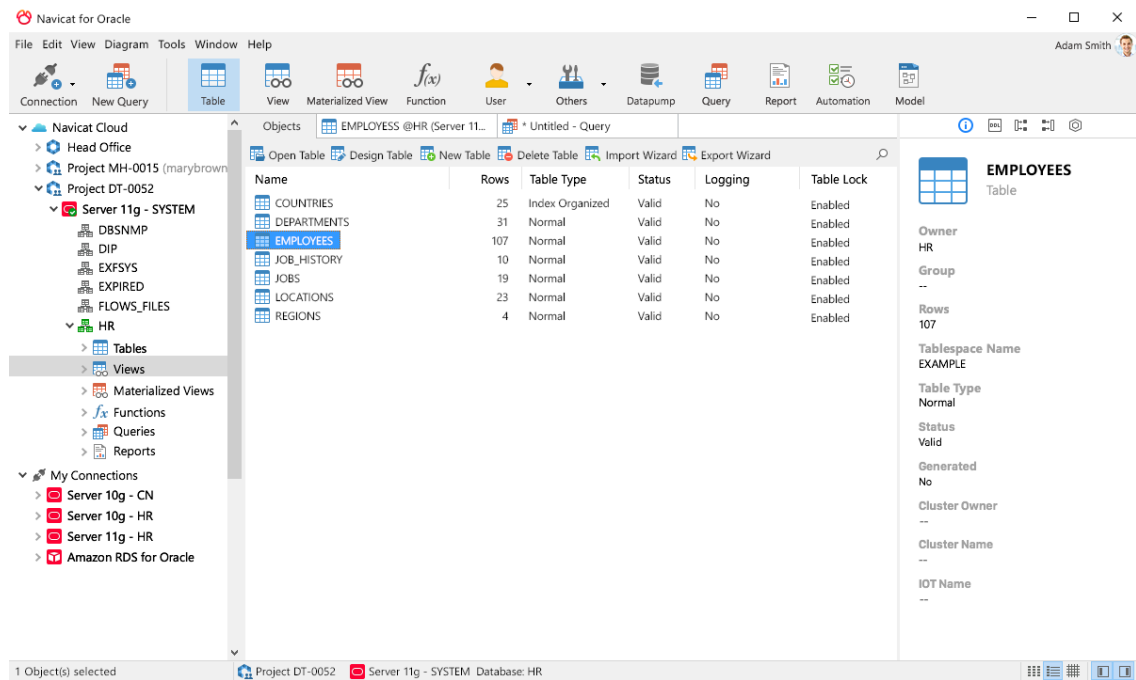 Navicat for Oracle
File Edit View Diagram Tools Window Help
Adam Smith
Connection New Query Table View Materialized View Function User Others Datapump Query Report Automation Model
Navicat Cloud
Head Office
Project MH-0015 (marybrown
Project DT-0052
Server 11g - SYSTEM
DBSNMP
DIP
EXFSYS
EXPIRED
FLOWS_FILES
HR
Tables
Views
Materialized Views
fx Functions
Queries
Reports
My Connections
Server 10g - CN
Server 10g - HR
Server 11g - HR
Amazon RDS for Oracle
Objects EMPLOYESS @HR (Server 11... * Untitled - Query
Open Table Design Table New Table Delete Table Import Wizard Export Wizard
Name Rows Table Type Status Logging Table Lock
COUNTRIES 25 Index Organized Valid No Enabled
DEPARTMENTS 31 Normal Valid No Enabled
EMPLOYEES 107 Normal Valid No Enabled
JOB_HISTORY 10 Normal Valid No Enabled
JOBS 19 Normal Valid No Enabled
LOCATIONS 23 Normal Valid No Enabled
REGIONS 4 Normal Valid No Enabled
DDL
EMPLOYEES
Table
Owner
HR
Group
--
Rows
107
Tablespace Name
EXAMPLE
Table Type
Normal
Status
Valid
Generated
No
Cluster Owner
--
Cluster Name
--
IOT Name
--
1 Object(s) selected Project DT-0052 Server 11g - SYSTEM Database: HR